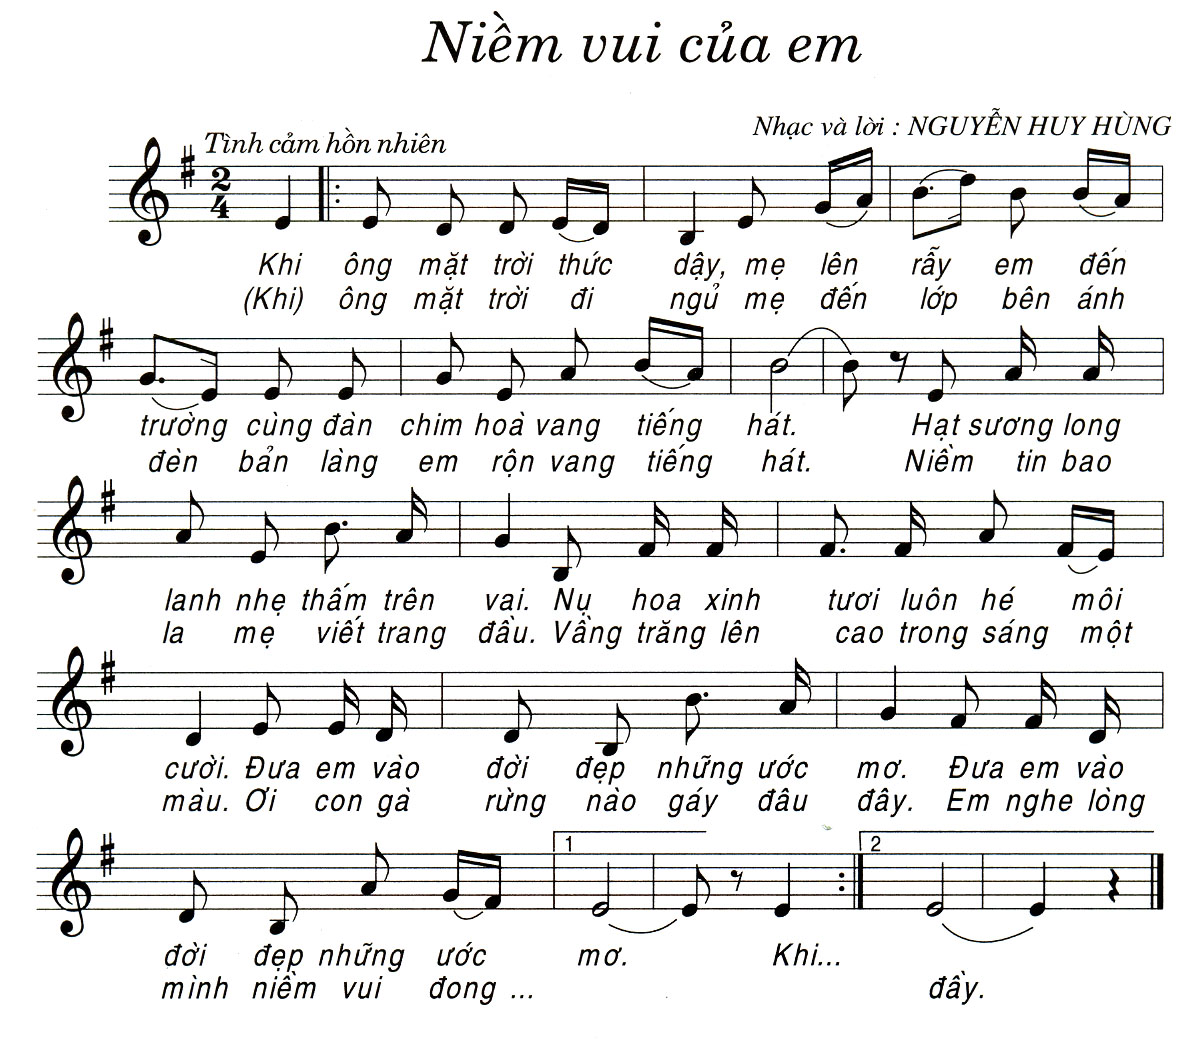 Niềm vui của em
Nhạc và lời : NGUYỄN HUY HÙNG
Tình cảm hồn nhiên
2
4
Khi ông mặt trời thức dậy, mẹ lên rẫy em đến
(Khi) ông mặt trời đi ngủ mẹ đến lớp bên ánh
trường cùng đàn chim hoà vang tiếng hát. Hạt sương long
đèn bản làng em rộn vang tiếng hát. Niềm tin bao
lanh nhẹ thấm trên vai. Nụ hoa xinh tươi luôn hé môi
la mẹ viết trang đầu. Vầng trăng lên cao trong sáng một
cười. Đưa em vào đời đẹp những ước mơ. Đưa em vào
màu. Ơi con gà rừng nào gáy đâu đây. Em nghe lòng
1 2
đời đẹp những ước mơ. Khi...
mình niềm vui đong ... đầy.